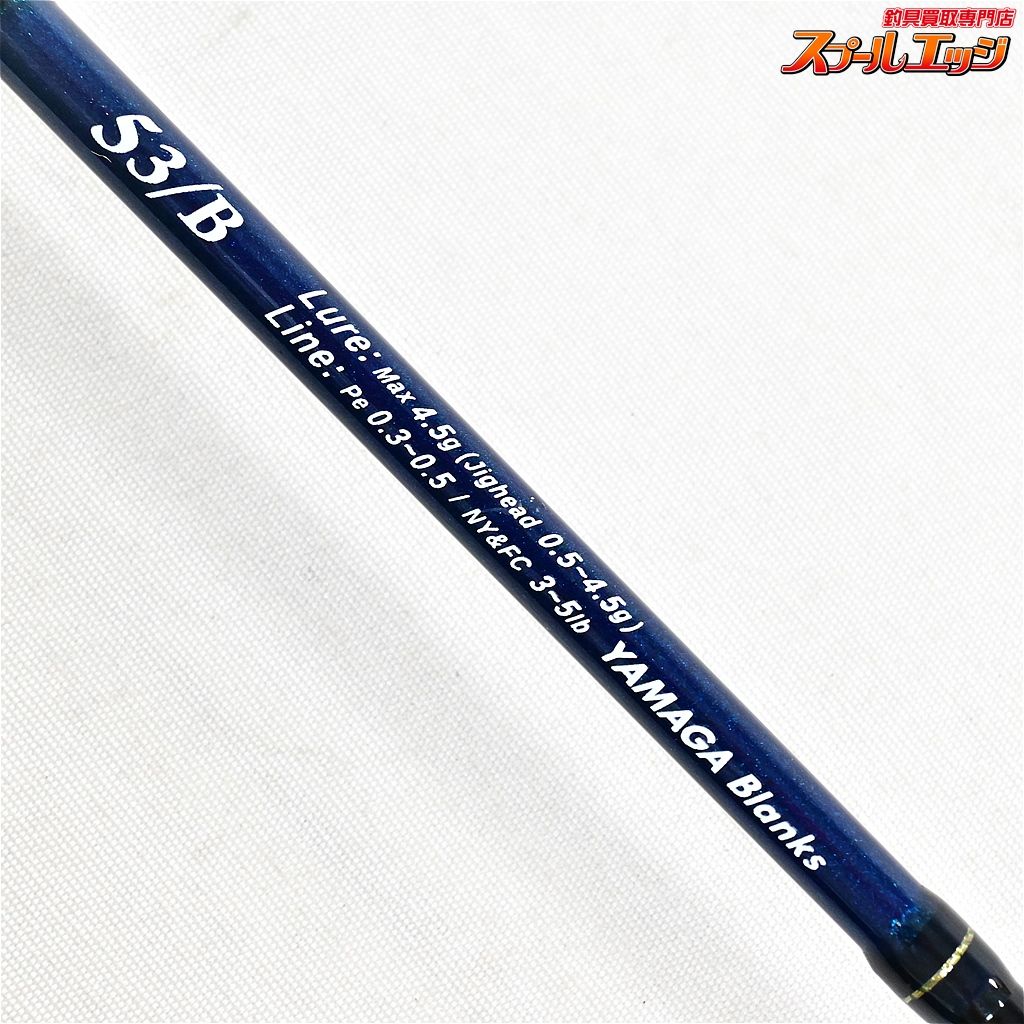 釣具買取専門店
スプールエッジ
53/B
Lure: Max 4.5g (Jighead 0.5~4.5g)
Line: Pe 0.3~0.5 / NY&FC 3~5lb
YAMAGA Blanks